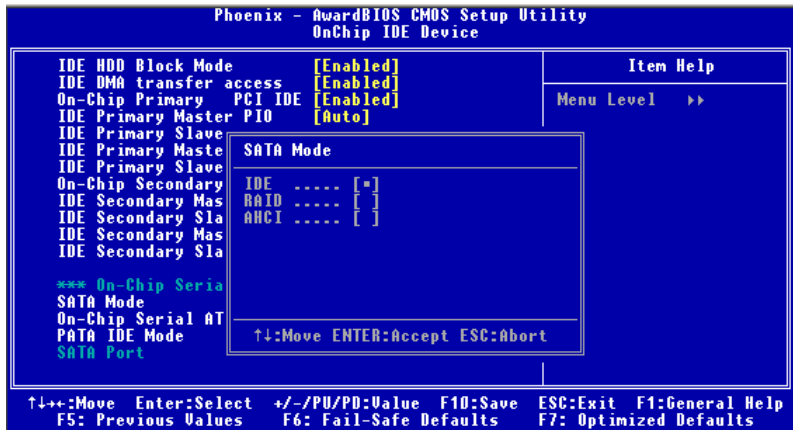 Phoenix - AwardBIOS CMOS Setup Utility
OnChip IDE Device
IDE HDD Block Mode [Enabled]
IDE DMA transfer access [Enabled]
On-Chip Primary PCI IDE [Enabled]
IDE Primary Master PIO [Auto]
IDE Primary Slave
IDE Primary Maste
IDE Primary Slave
On-Chip Secondary
IDE Secondary Mas
IDE Secondary Sla
IDE Secondary Mas
IDE Secondary Sla
*** On-Chip Seria
SATA Mode
On-Chip Serial AT
PATA IDE Mode
SATA Port
SATA Mode
IDE ..... [▪]
RAID ..... [ ]
AHCI ..... [ ]
↑↓:Move ENTER:Accept ESC:Abort
Item Help
Menu Level ▸▸
↑↓→←:Move Enter:Select +/-/PU/PD:Value F10:Save ESC:Exit F1:General Help
F5: Previous Values F6: Fail-Safe Defaults F7: Optimized Defaults